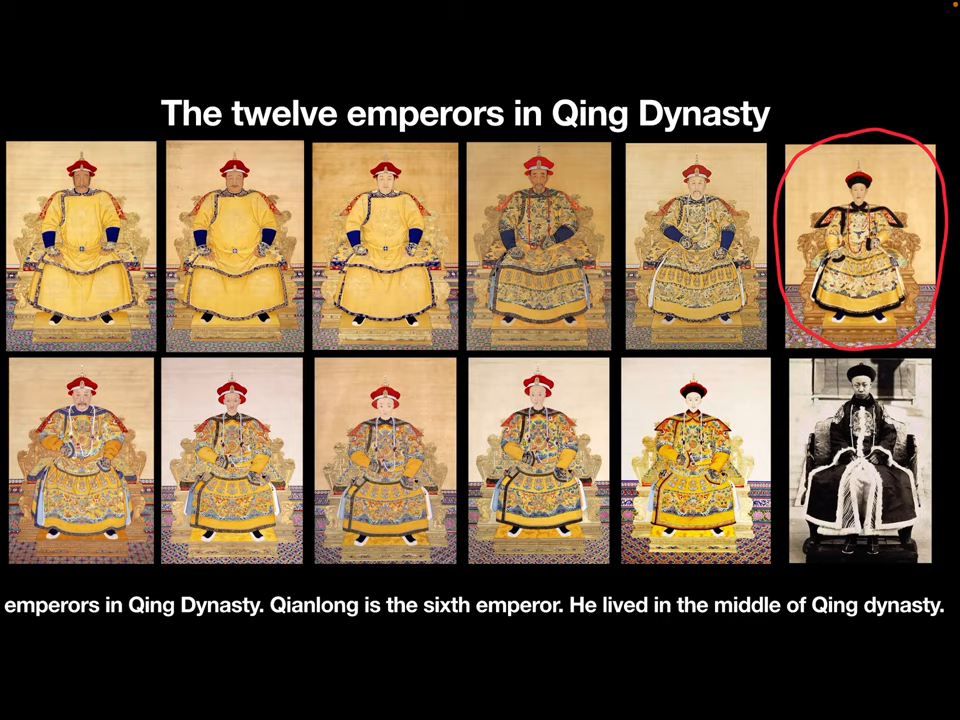 The twelve emperors in Qing Dynasty
emperors in Qing Dynasty. Qianlong is the sixth emperor. He lived in the middle of Qing dynasty.